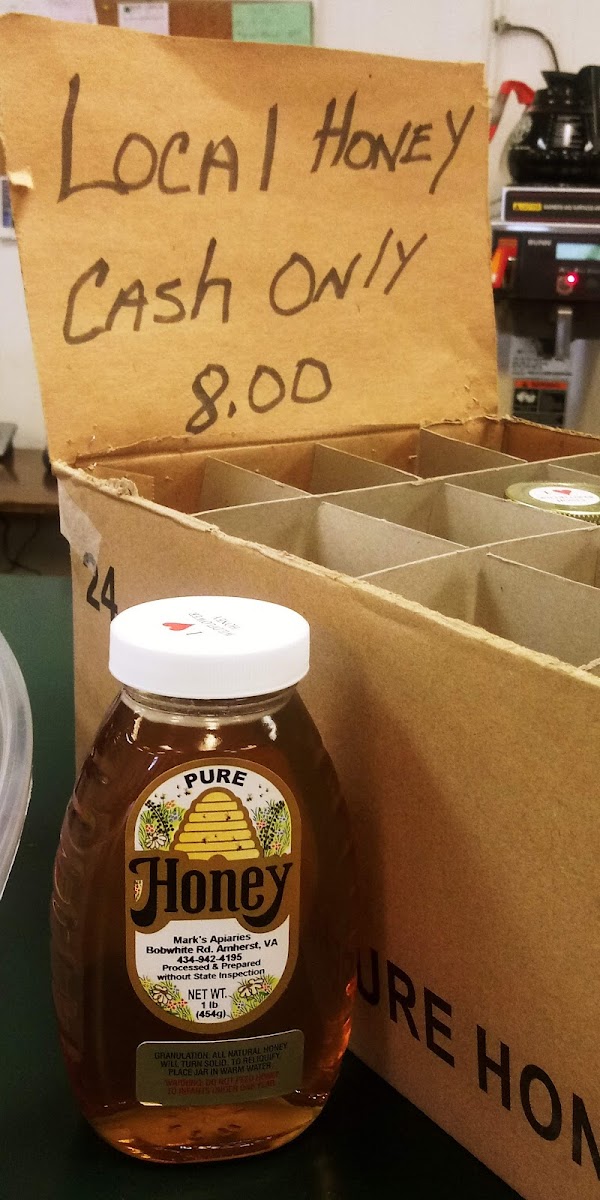 Local Honey
Cash Only
8.00
BUNN
24
I ♥
HONEY
PURE
Honey
Mark's Apiaries
Bobwhite Rd. Amherst, VA
434-942-4195
Processed & Prepared
without State Inspection
NET WT.
1 lb
(454g)
GRANULATION: ALL NATURAL HONEY
WILL TURN SOLID. TO RELIQUIFY,
PLACE JAR IN WARM WATER.
WARNING: DO NOT FEED HONEY
TO INFANTS UNDER ONE YEAR
URE HON